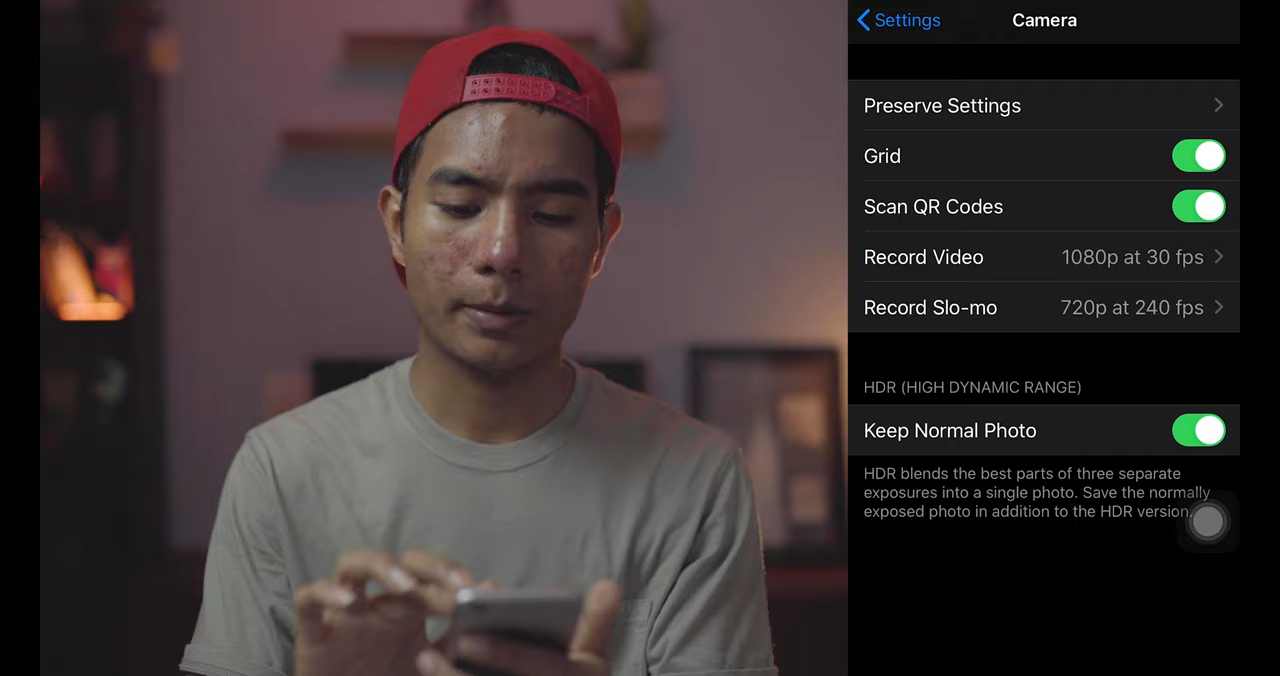 Settings
Camera
Preserve Settings
Grid
Scan QR Codes
Record Video 1080p at 30 fps
Record Slo-mo 720p at 240 fps
HDR (HIGH DYNAMIC RANGE)
Keep Normal Photo
HDR blends the best parts of three separate
exposures into a single photo. Save the normally
exposed photo in addition to the HDR version.